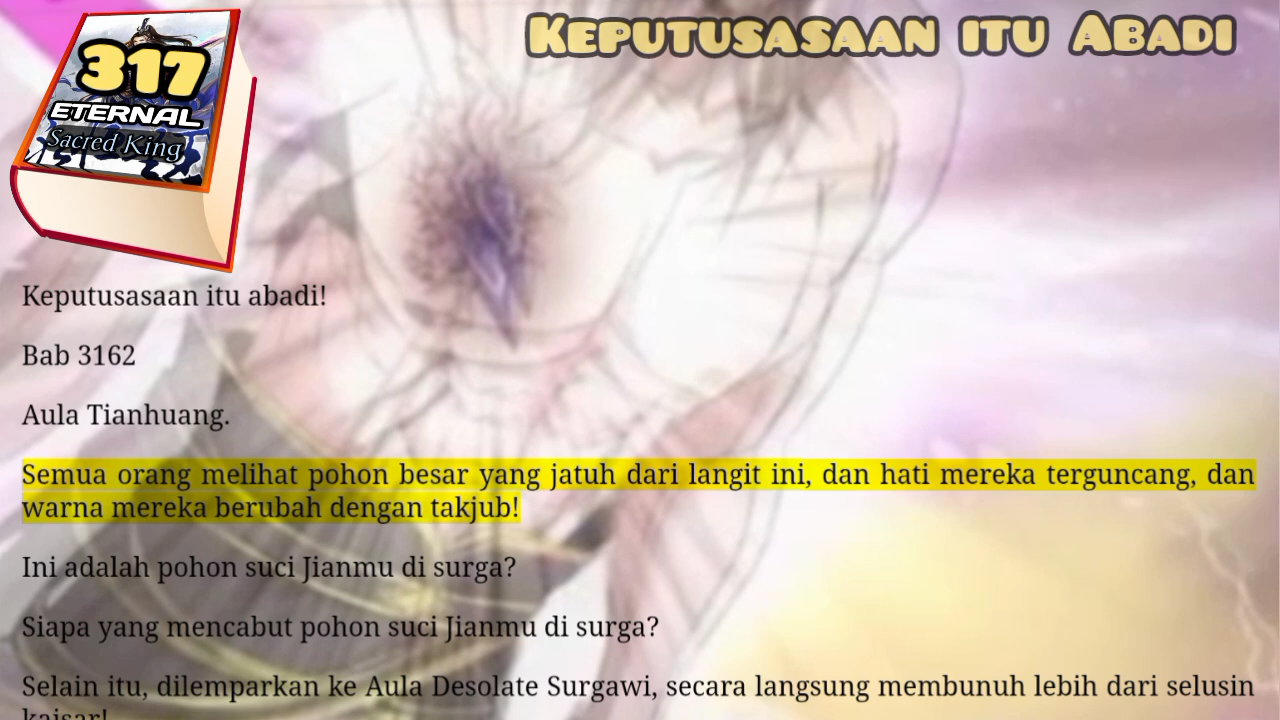 Keputusasaan itu Abadi
317
ETERNAL
Sacred King
Keputusasaan itu abadi!
Bab 3162
Aula Tianhuang.
Semua orang melihat pohon besar yang jatuh dari langit ini, dan hati mereka terguncang, dan
warna mereka berubah dengan takjub!
Ini adalah pohon suci Jianmu di surga?
Siapa yang mencabut pohon suci Jianmu di surga?
Selain itu, dilemparkan ke Aula Desolate Surgawi, secara langsung membunuh lebih dari selusin
kaisar!